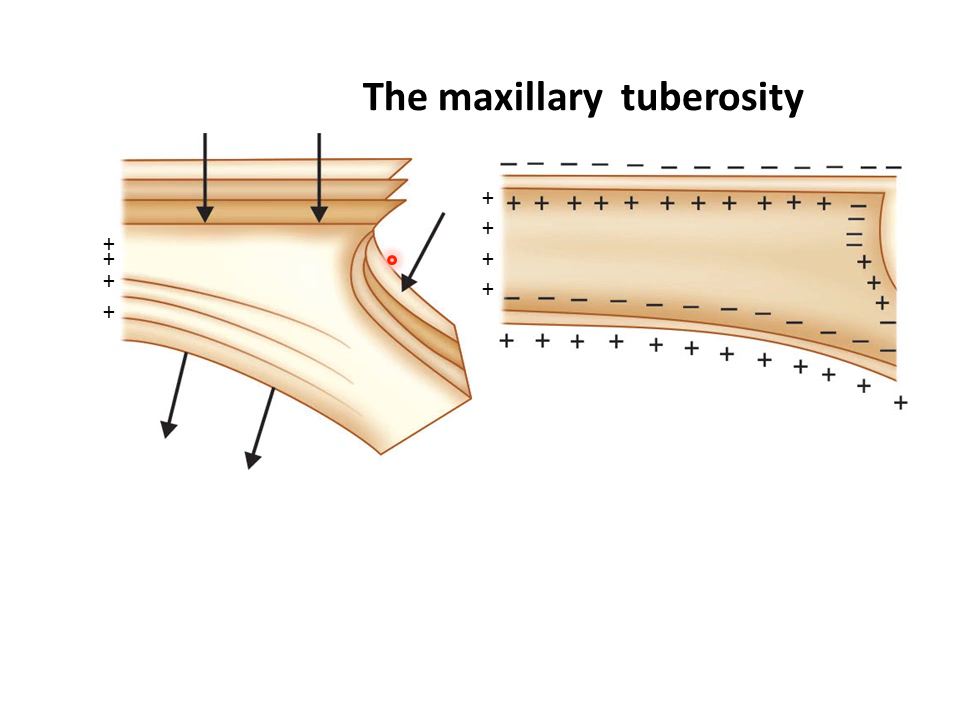 The maxillary  tuberosity
− − − − − − − − − − − − −
+ + + + + + + + + + + + −
+ −
+ −
+ −
+ −
+ +
+ +
+ +
− − − − − − − − − − − − −
+ + + + + + + + + + + + +